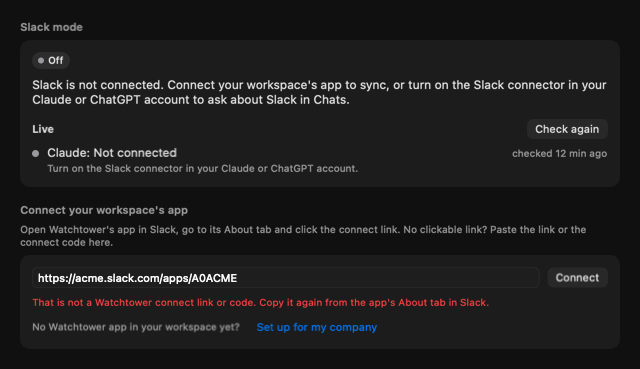 Slack mode
Off
Slack is not connected. Connect your workspace's app to sync, or turn on the Slack connector in your
Claude or ChatGPT account to ask about Slack in Chats.
Live
Check again
Claude: Not connected
checked 12 min ago
Turn on the Slack connector in your Claude or ChatGPT account.
Connect your workspace's app
Open Watchtower's app in Slack, go to its About tab and click the connect link. No clickable link? Paste the link or the
connect code here.
https://acme.slack.com/apps/A0ACME
Connect
That is not a Watchtower connect link or code. Copy it again from the app's About tab in Slack.
No Watchtower app in your workspace yet?
Set up for my company